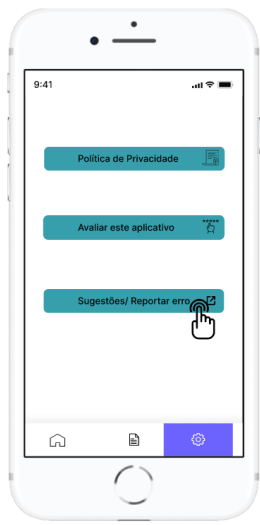 9:41
Política de Privacidade
Avaliar este aplicativo
Sugestões/ Reportar erro